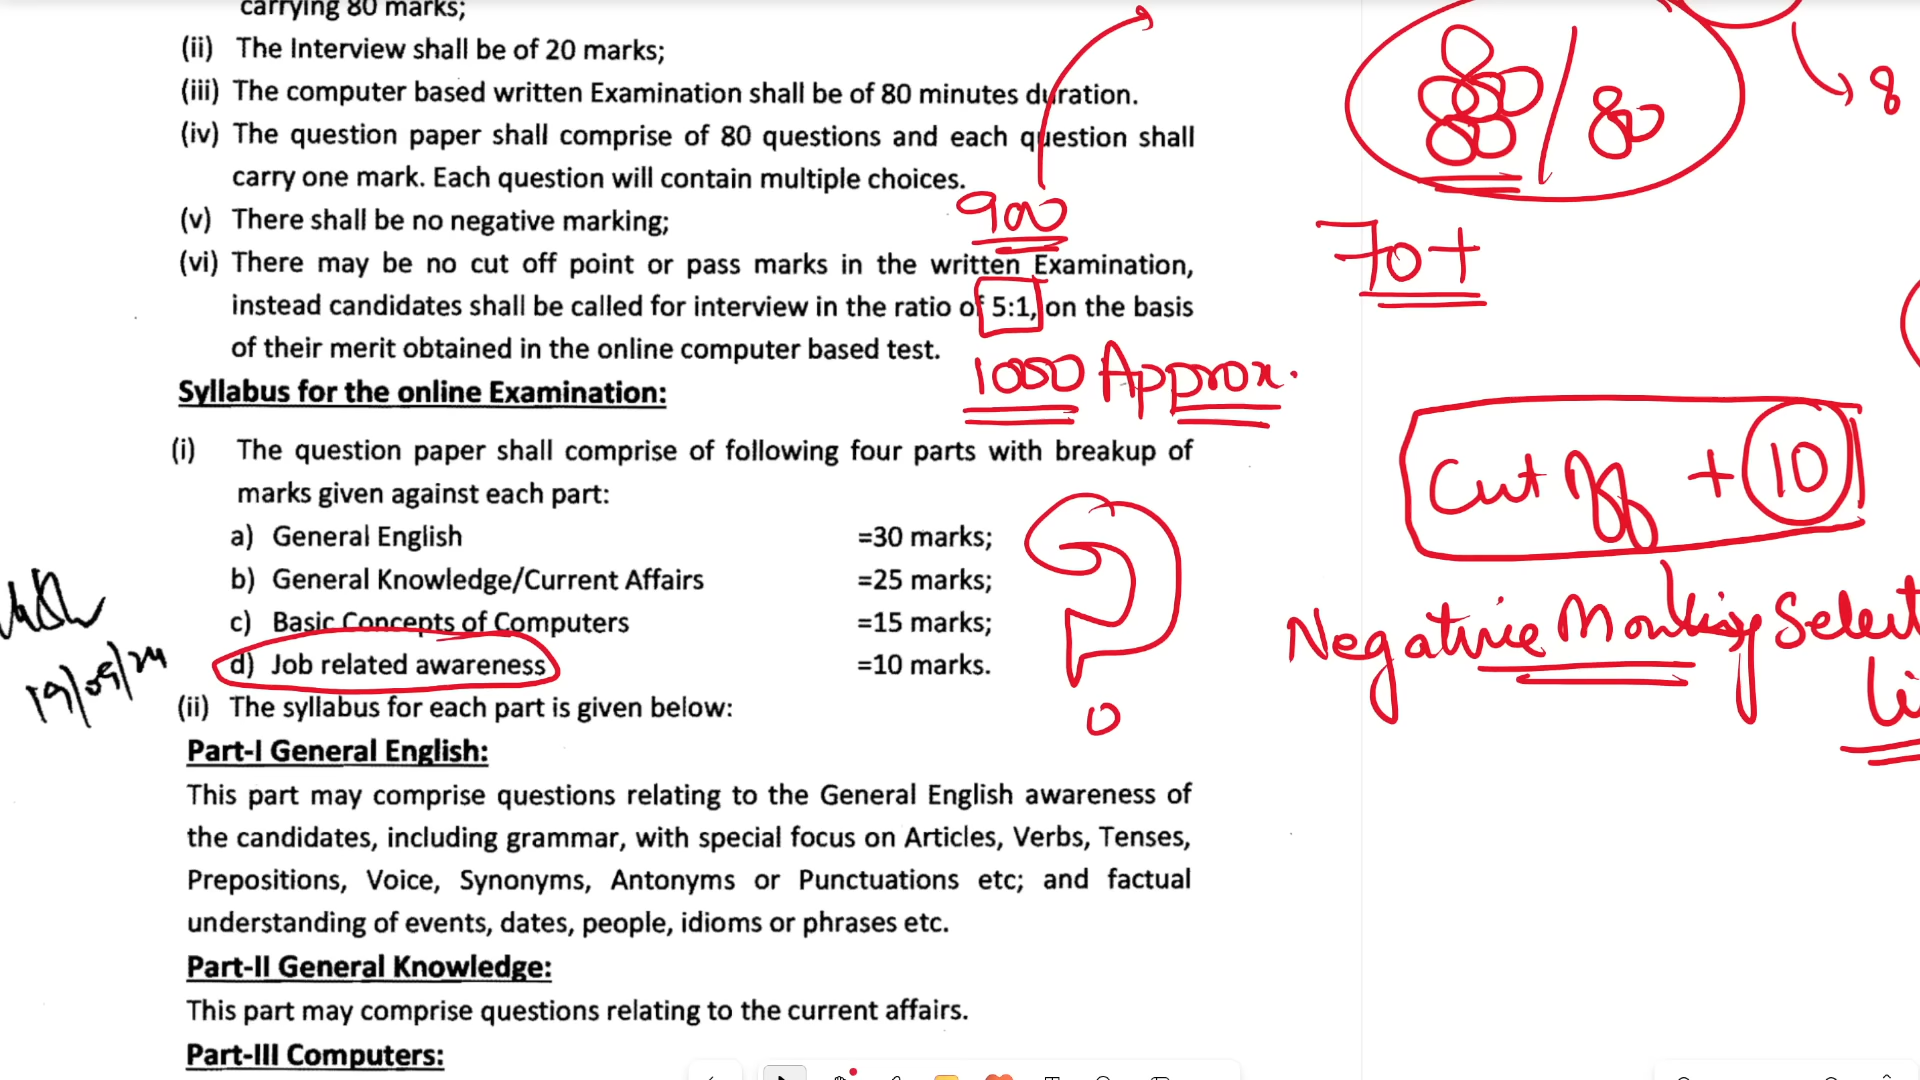 carrying 80 marks;
(ii) The Interview shall be of 20 marks;
(iii) The computer based written Examination shall be of 80 minutes duration.
(iv) The question paper shall comprise of 80 questions and each question shall
carry one mark. Each question will contain multiple choices.
(v) There shall be no negative marking;
(vi) There may be no cut off point or pass marks in the written Examination,
instead candidates shall be called for interview in the ratio of 5:1, on the basis
of their merit obtained in the online computer based test.
Syllabus for the online Examination:
(i) The question paper shall comprise of following four parts with breakup of
marks given against each part:
a) General English =30 marks;
b) General Knowledge/Current Affairs =25 marks;
c) Basic Concepts of Computers =15 marks;
d) Job related awareness =10 marks.
(ii) The syllabus for each part is given below:
Part-I General English:
This part may comprise questions relating to the General English awareness of
the candidates, including grammar, with special focus on Articles, Verbs, Tenses,
Prepositions, Voice, Synonyms, Antonyms or Punctuations etc; and factual
understanding of events, dates, people, idioms or phrases etc.
Part-II General Knowledge:
This part may comprise questions relating to the current affairs.
Part-III Computers:
900
1000 Approx.
?
19/09/24
80
80 / 80
8
70+
Cut off + 10
Negative Marking Select
Li